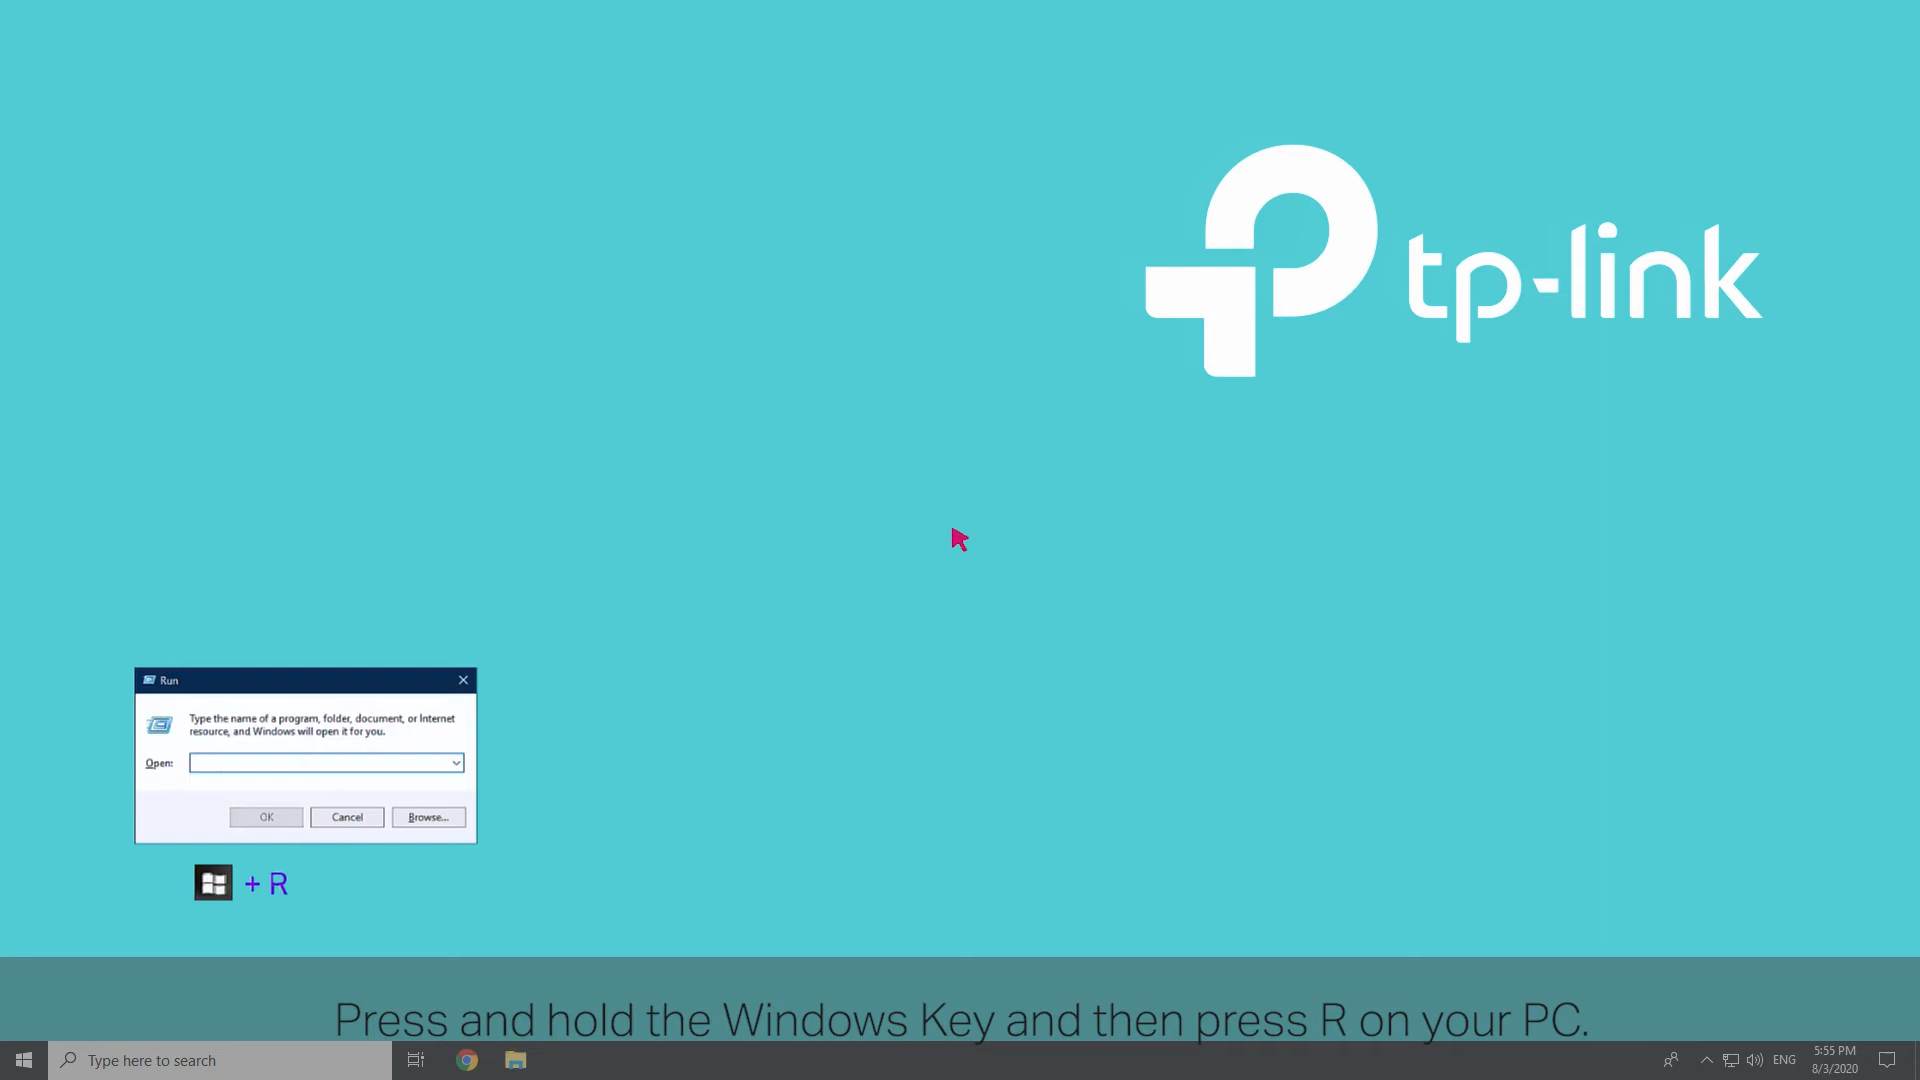 tp-link
Run
Type the name of a program, folder, document, or Internet
resource, and Windows will open it for you.
Open:
OK Cancel Browse...
+ R
Press and hold the Windows Key and then press R on your PC.
Type here to search
ENG
5:55 PM
8/3/2020